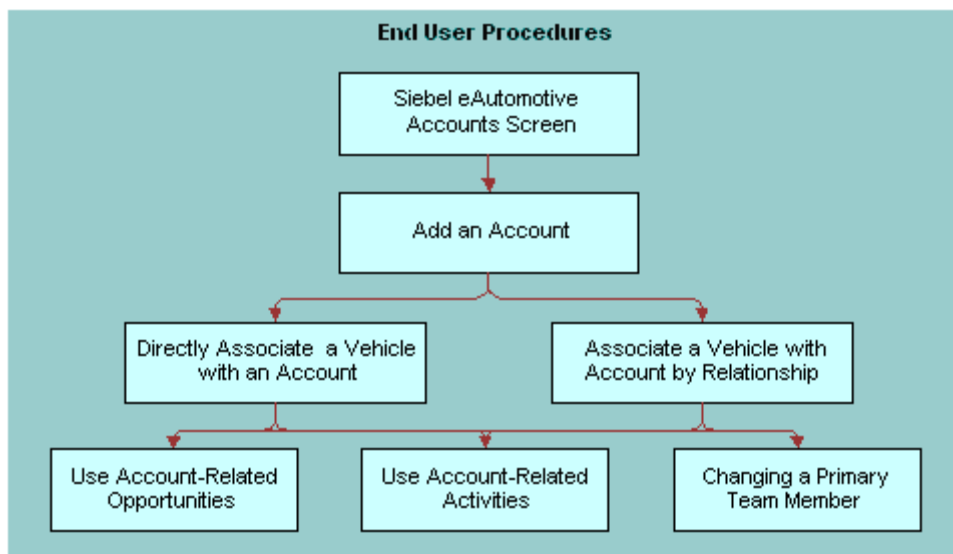 End User Procedures
Siebel eAutomotive
Accounts Screen
Add an Account
Directly Associate a Vehicle
with an Account
Associate a Vehicle with
Account by Relationship
Use Account-Related
Opportunities
Use Account-Related
Activities
Changing a Primary
Team Member